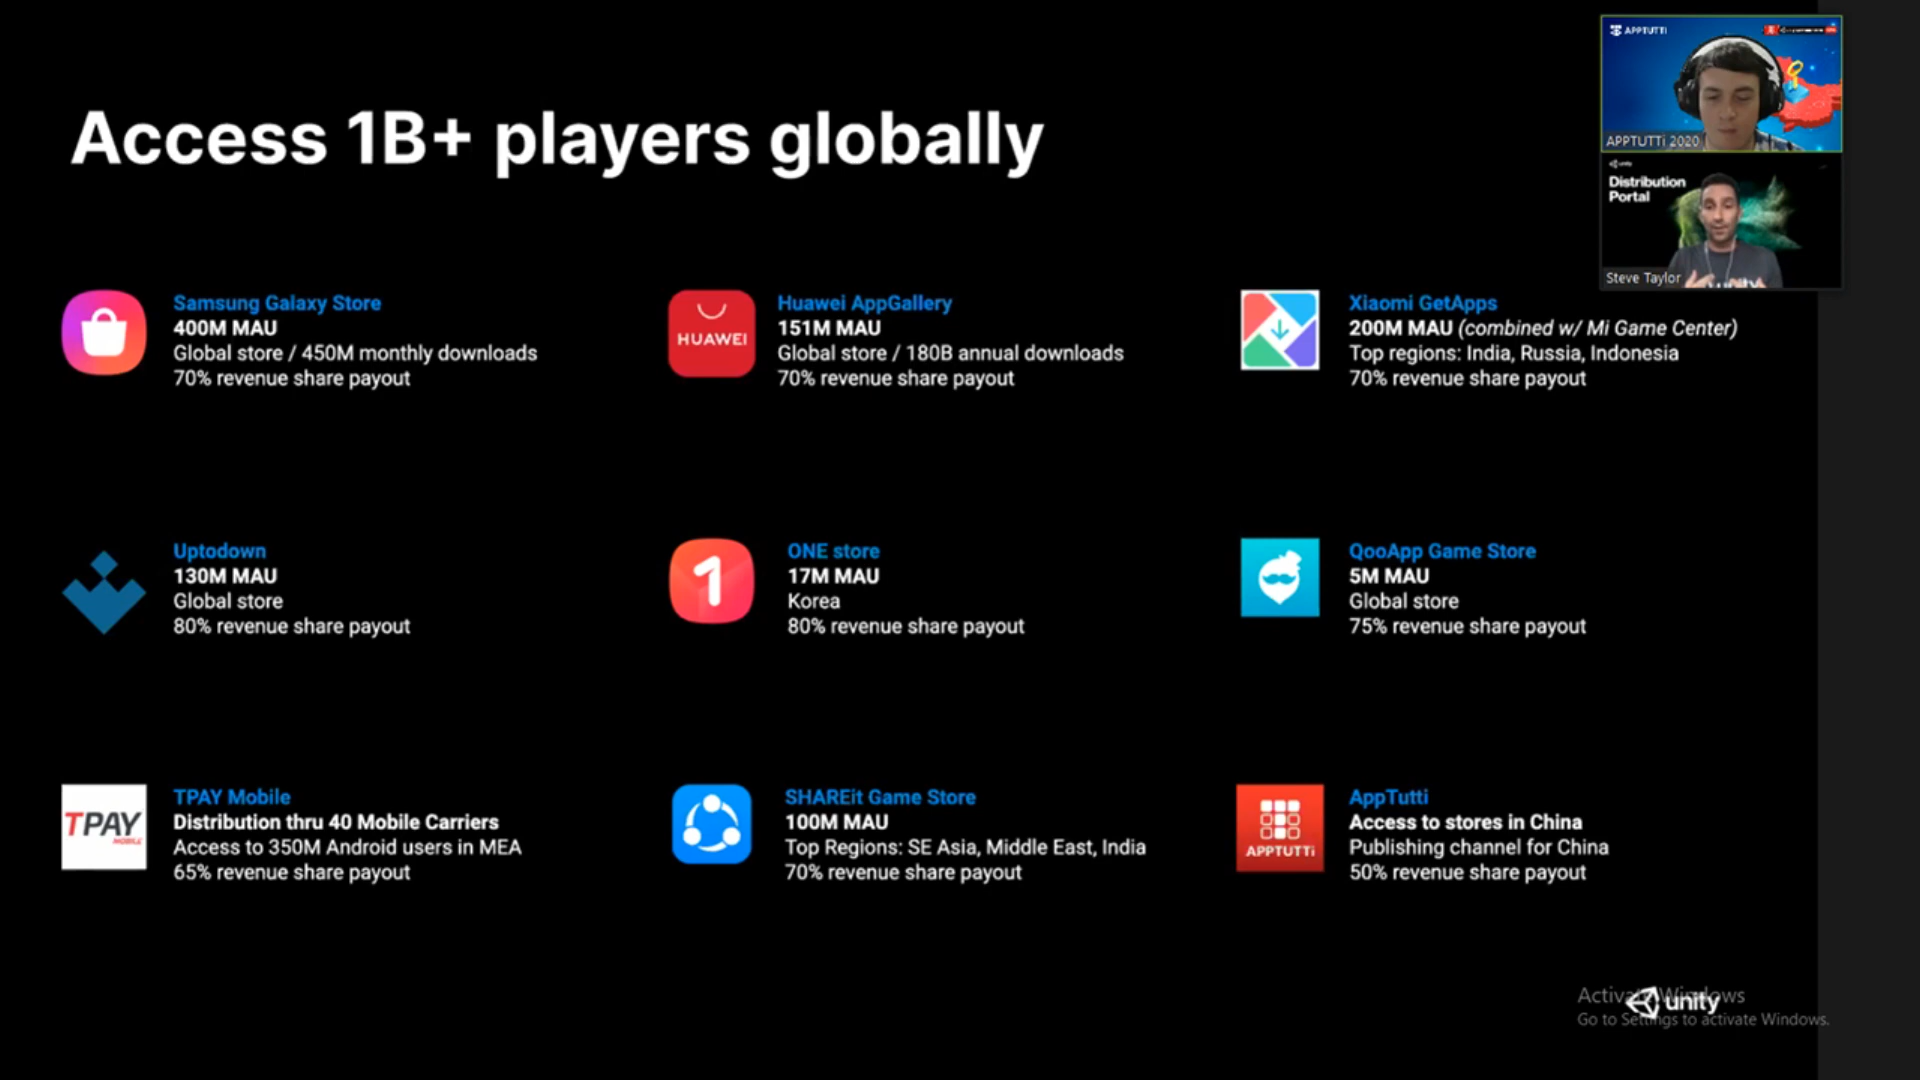 Access 1B+ players globally
APPTUTTi
APPTUTTi 2020
unity
Distribution
Portal
Steve Taylor
Samsung Galaxy Store
400M MAU
Global store / 450M monthly downloads
70% revenue share payout
HUAWEI
Huawei AppGallery
151M MAU
Global store / 180B annual downloads
70% revenue share payout
Xiaomi GetApps
200M MAU (combined w/ Mi Game Center)
Top regions: India, Russia, Indonesia
70% revenue share payout
Uptodown
130M MAU
Global store
80% revenue share payout
1
ONE store
17M MAU
Korea
80% revenue share payout
QooApp Game Store
5M MAU
Global store
75% revenue share payout
TPAY
MOBILE
TPAY Mobile
Distribution thru 40 Mobile Carriers
Access to 350M Android users in MEA
65% revenue share payout
SHAREit Game Store
100M MAU
Top Regions: SE Asia, Middle East, India
70% revenue share payout
APPTUTTi
AppTutti
Access to stores in China
Publishing channel for China
50% revenue share payout
Activate Windows
unity
Go to Settings to activate Windows.